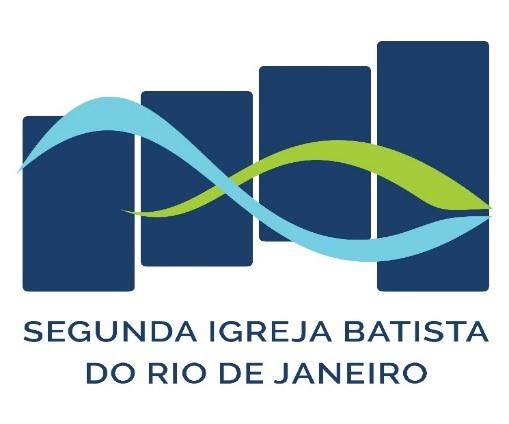 SEGUNDA IGREJA BATISTA
DO RIO DE JANEIRO